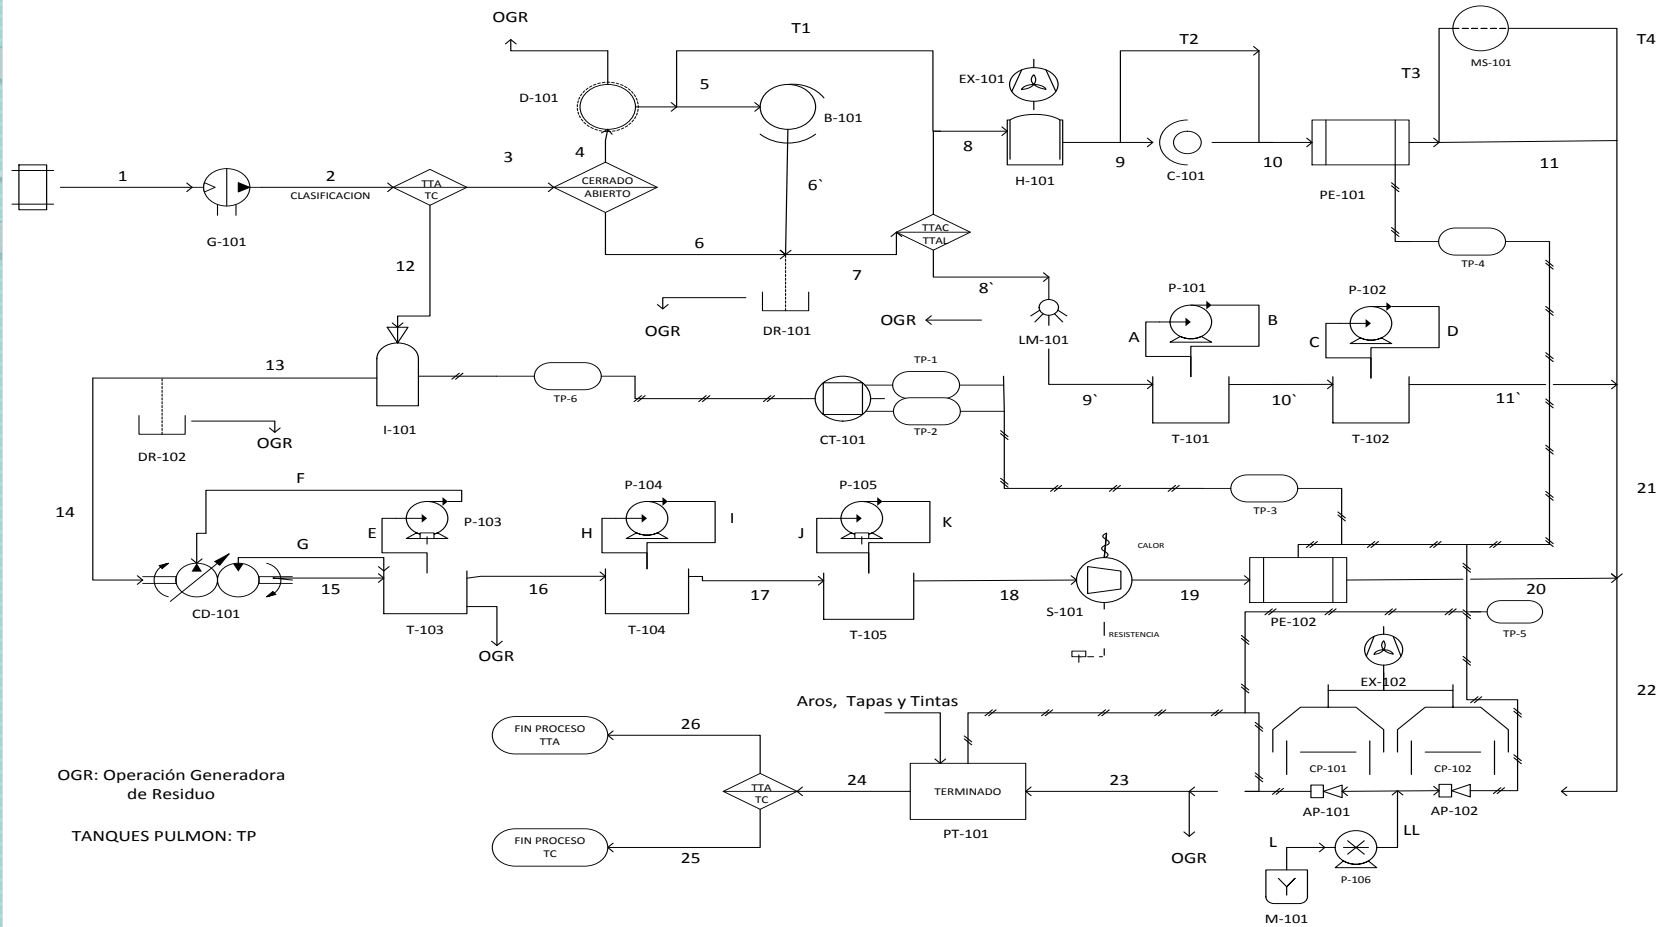 OGR
T1
T2
T4
EX-101
MS-101
T3
D-101
5
B-101
3
4
8
9
10
11
H-101
C-101
PE-101
1
2
CLASIFICACION
TTA
TC
CERRADO
ABIERTO
6`
G-101
6
7
TTAC
TTAL
12
8`
TP-4
P-101
P-102
OGR
DR-101
OGR
LM-101
A
B
C
D
13
TP-1
TP-6
TP-2
9`
10`
11`
I-101
CT-101
T-101
T-102
OGR
DR-102
F
P-104
P-105
TP-3
21
14
E
P-103
H
I
J
K
G
CALOR
CD-101
15
16
17
18
S-101
19
20
T-103
T-104
T-105
RESISTENCIA
PE-102
TP-5
OGR
EX-102
22
Aros, Tapas y Tintas
FIN PROCESO
TTA
26
CP-101
CP-102
OGR: Operación Generadora
de Residuo
TTA
TC
24
TERMINADO
23
AP-101
AP-102
TANQUES PULMON: TP
PT-101
FIN PROCESO
TC
25
OGR
L
LL
P-106
M-101